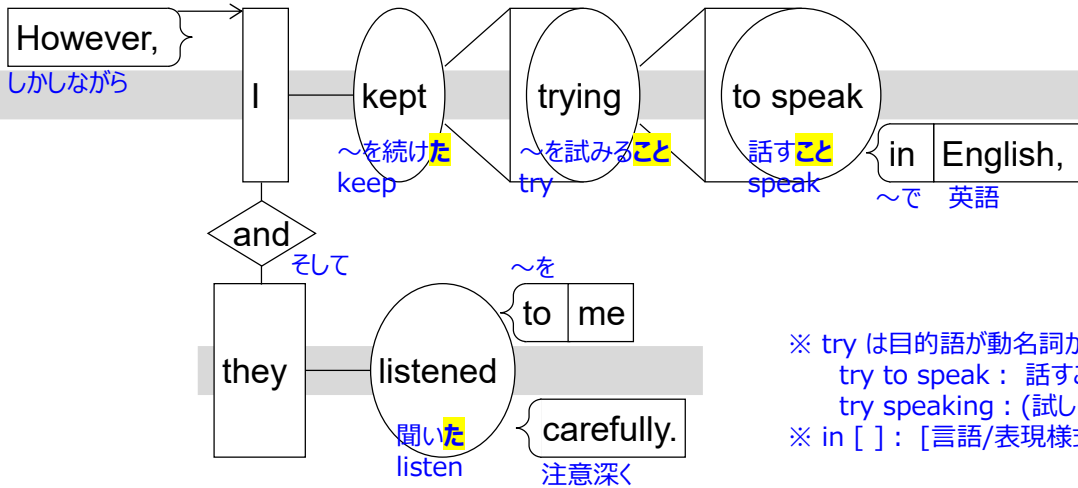 However,
しかしながら
I
kept
～を続けた
keep
trying
～を試みること
try
to speak
話すこと
speak
in English,
～で 英語
and
そして
they
listened
聞いた
listen
～を
to me
carefully.
注意深く
※ try は目的語が動名詞か
try to speak : 話す
try speaking : (試し
※ in [ ] : [言語/表現様式